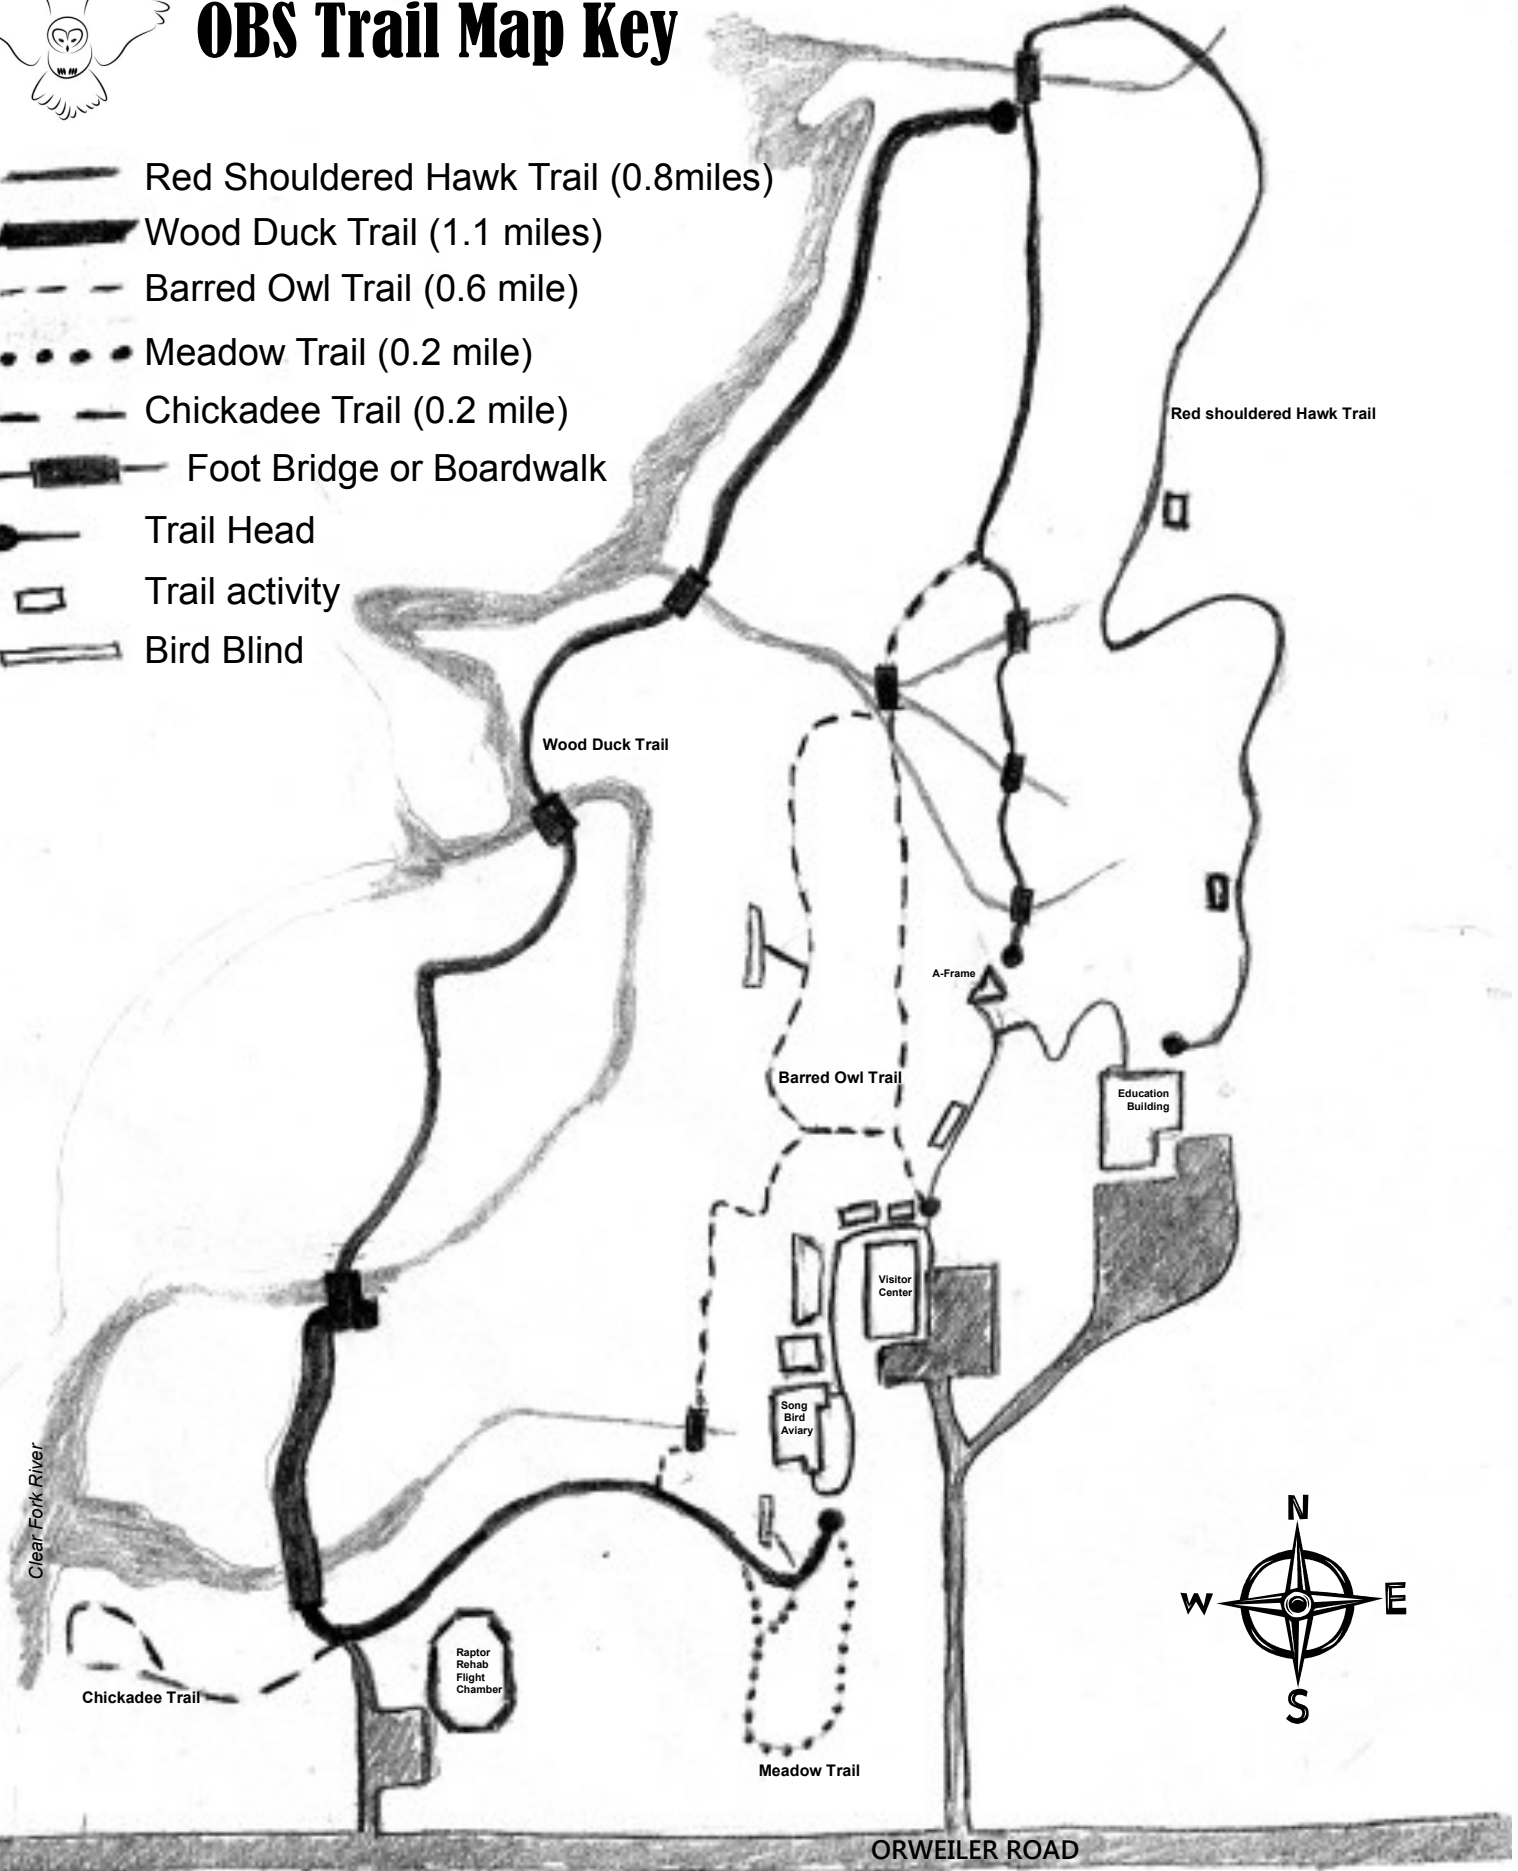 OBS Trail Map Key
Red Shouldered Hawk Trail (0.8miles)
Wood Duck Trail (1.1 miles)
Barred Owl Trail (0.6 mile)
Meadow Trail (0.2 mile)
Chickadee Trail (0.2 mile)
Foot Bridge or Boardwalk
Trail Head
Trail activity
Bird Blind
Red shouldered Hawk Trail
Wood Duck Trail
A-Frame
Barred Owl Trail
Education
Building
Visitor
Center
Song
Bird
Aviary
Clear Fork River
Raptor
Rehab
Flight
Chamber
Chickadee Trail
Meadow Trail
N
W
E
S
ORWEILER ROAD